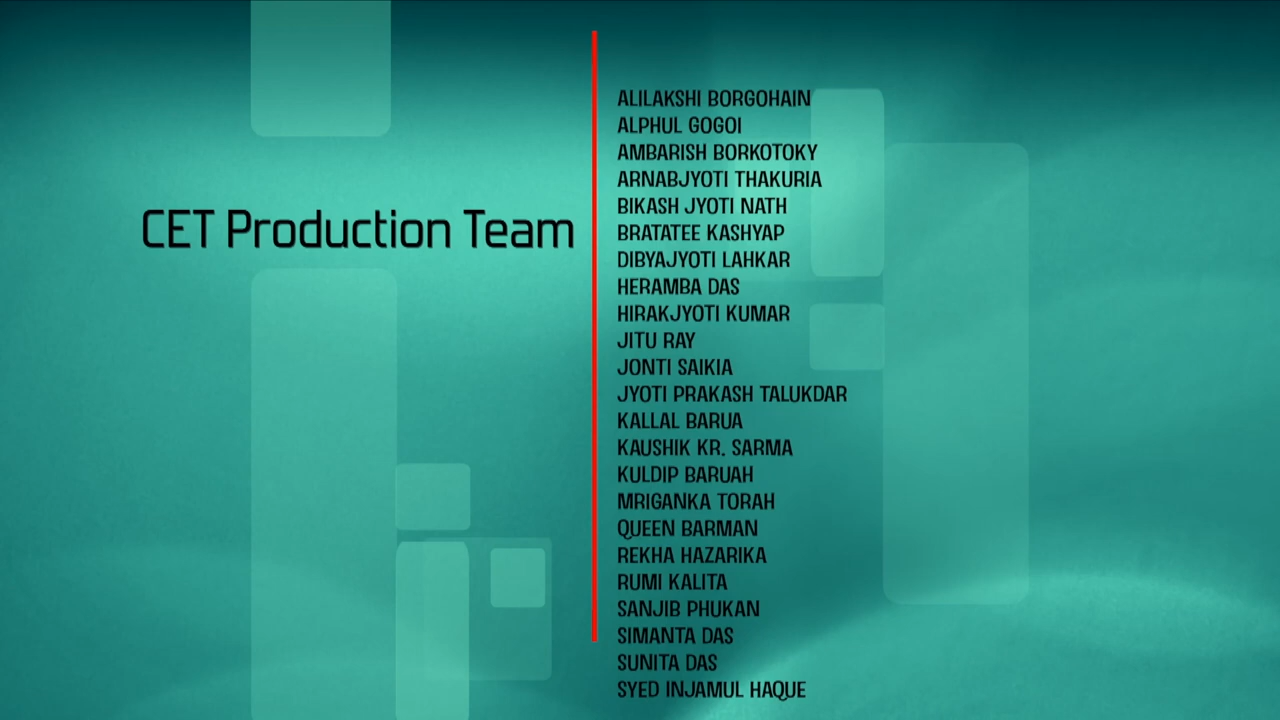 CET Production Team
ALILAKSHI BORGOHAIN
ALPHUL GOGOI
AMBARISH BORKOTOKY
ARNABJYOTI THAKURIA
BIKASH JYOTI NATH
BRATATEE KASHYAP
DIBYAJYOTI LAHKAR
HERAMBA DAS
HIRAKJYOTI KUMAR
JITU RAY
JONTI SAIKIA
JYOTI PRAKASH TALUKDAR
KALLAL BARUA
KAUSHIK KR. SARMA
KULDIP BARUAH
MRIGANKA TORAH
QUEEN BARMAN
REKHA HAZARIKA
RUMI KALITA
SANJIB PHUKAN
SIMANTA DAS
SUNITA DAS
SYED INJAMUL HAQUE